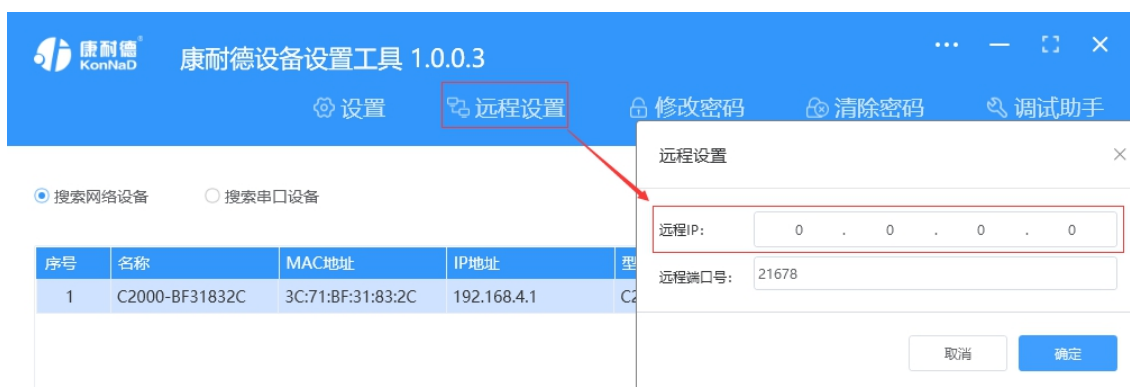 康耐德®
KonNaD
康耐德设备设置工具 1.0.0.3
设置 远程设置 修改密码 清除密码 调试助手
远程设置
搜索网络设备 搜索串口设备
远程IP: 0 . 0 . 0 . 0
序号 名称 MAC地址 IP地址 型
远程端口号: 21678
1 C2000-BF31832C 3C:71:BF:31:83:2C 192.168.4.1 C2
取消 确定